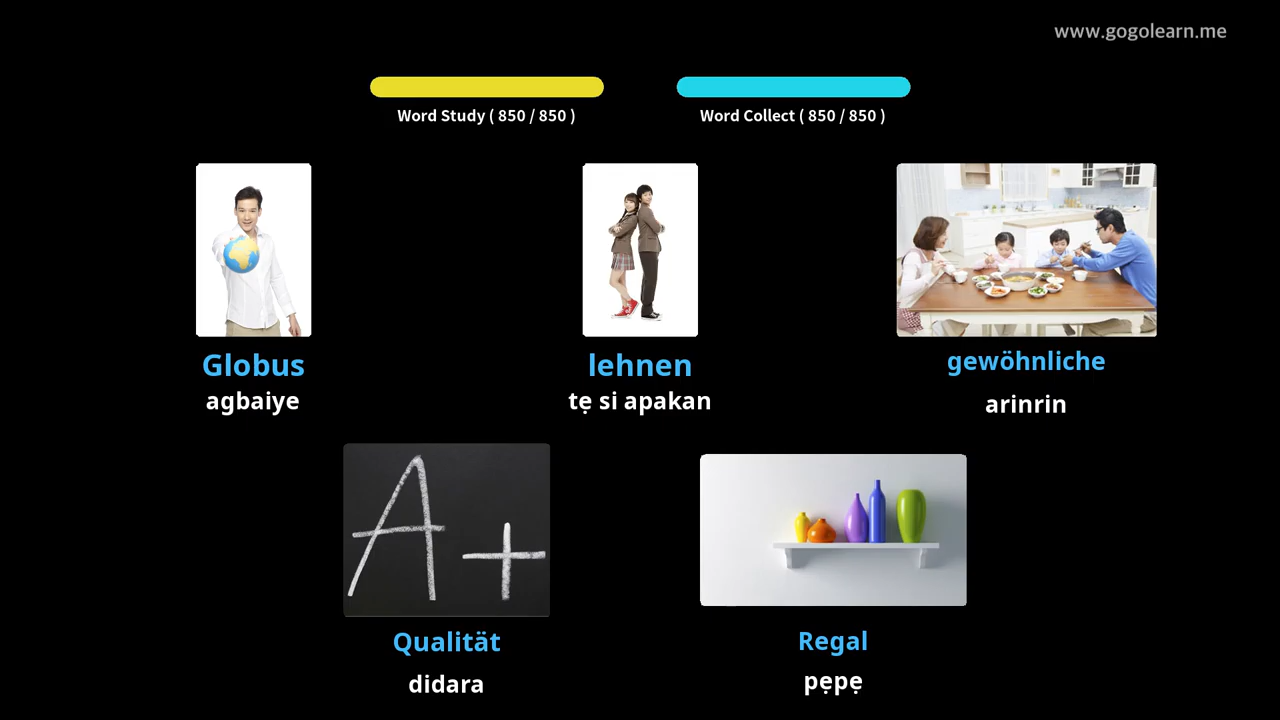 www.gogolearn.me
Word Study ( 850 / 850 )
Word Collect ( 850 / 850 )
Globus
agbaiye
lehnen
tẹ si apakan
gewöhnliche
arinrin
A+
Qualität
didara
Regal
pẹpẹ